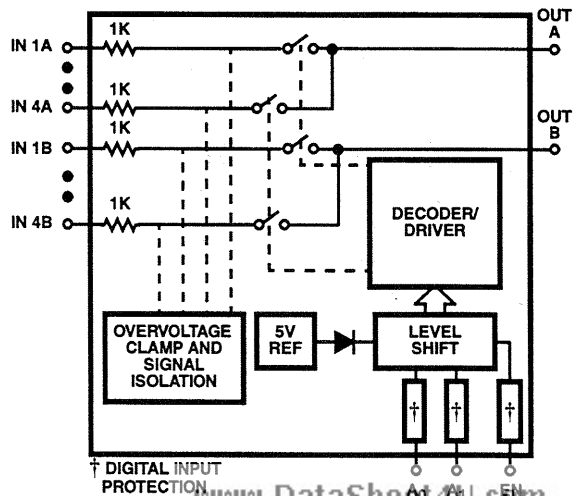 OUT
A
IN 1A
1K
IN 4A
1K
1K
OUT
B
IN 1B
IN 4B
1K
DECODER/
DRIVER
OVERVOLTAGE
CLAMP AND
SIGNAL
ISOLATION
5V
REF
LEVEL
SHIFT
† † †
† DIGITAL INPUT
PROTECTION
EN